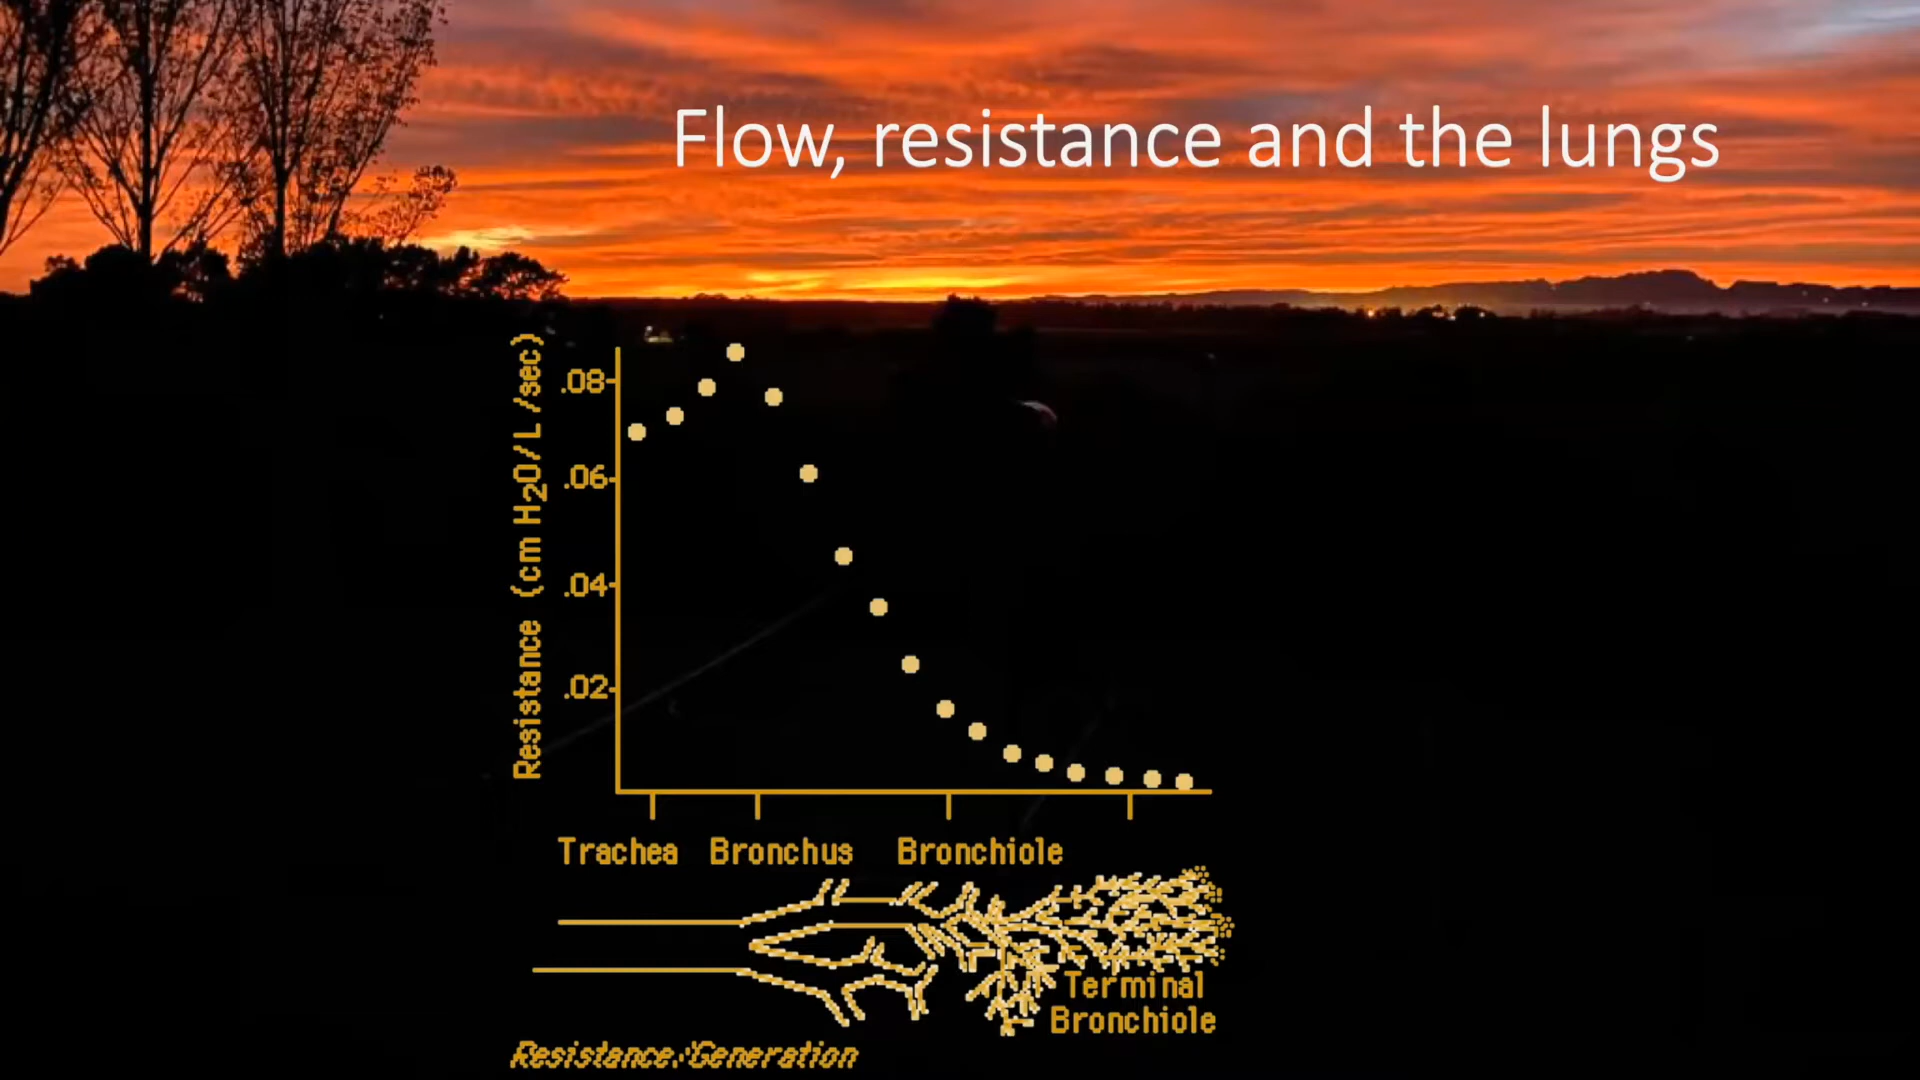 Flow, resistance and the lungs
Resistance (cm H2O/L/sec)
.08
.06
.04
.02
Trachea Bronchus Bronchiole
Terminal
Bronchiole
Resistance/Generation